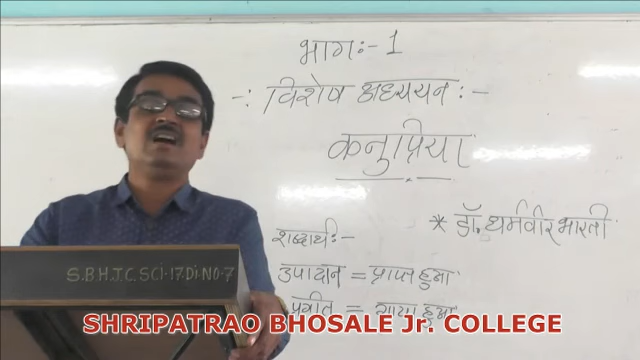 भागः- 1
-: विशेष अध्ययन :-
कनुप्रिया
* डॉ. धर्मवीर भारती
शब्दार्थ:-
उपादान = प्राप्त हुआ
= गाया हुआ
S.B.H.J.C.SCI-17.Di.NO-7
SHRIPATRAO BHOSALE Jr. COLLEGE